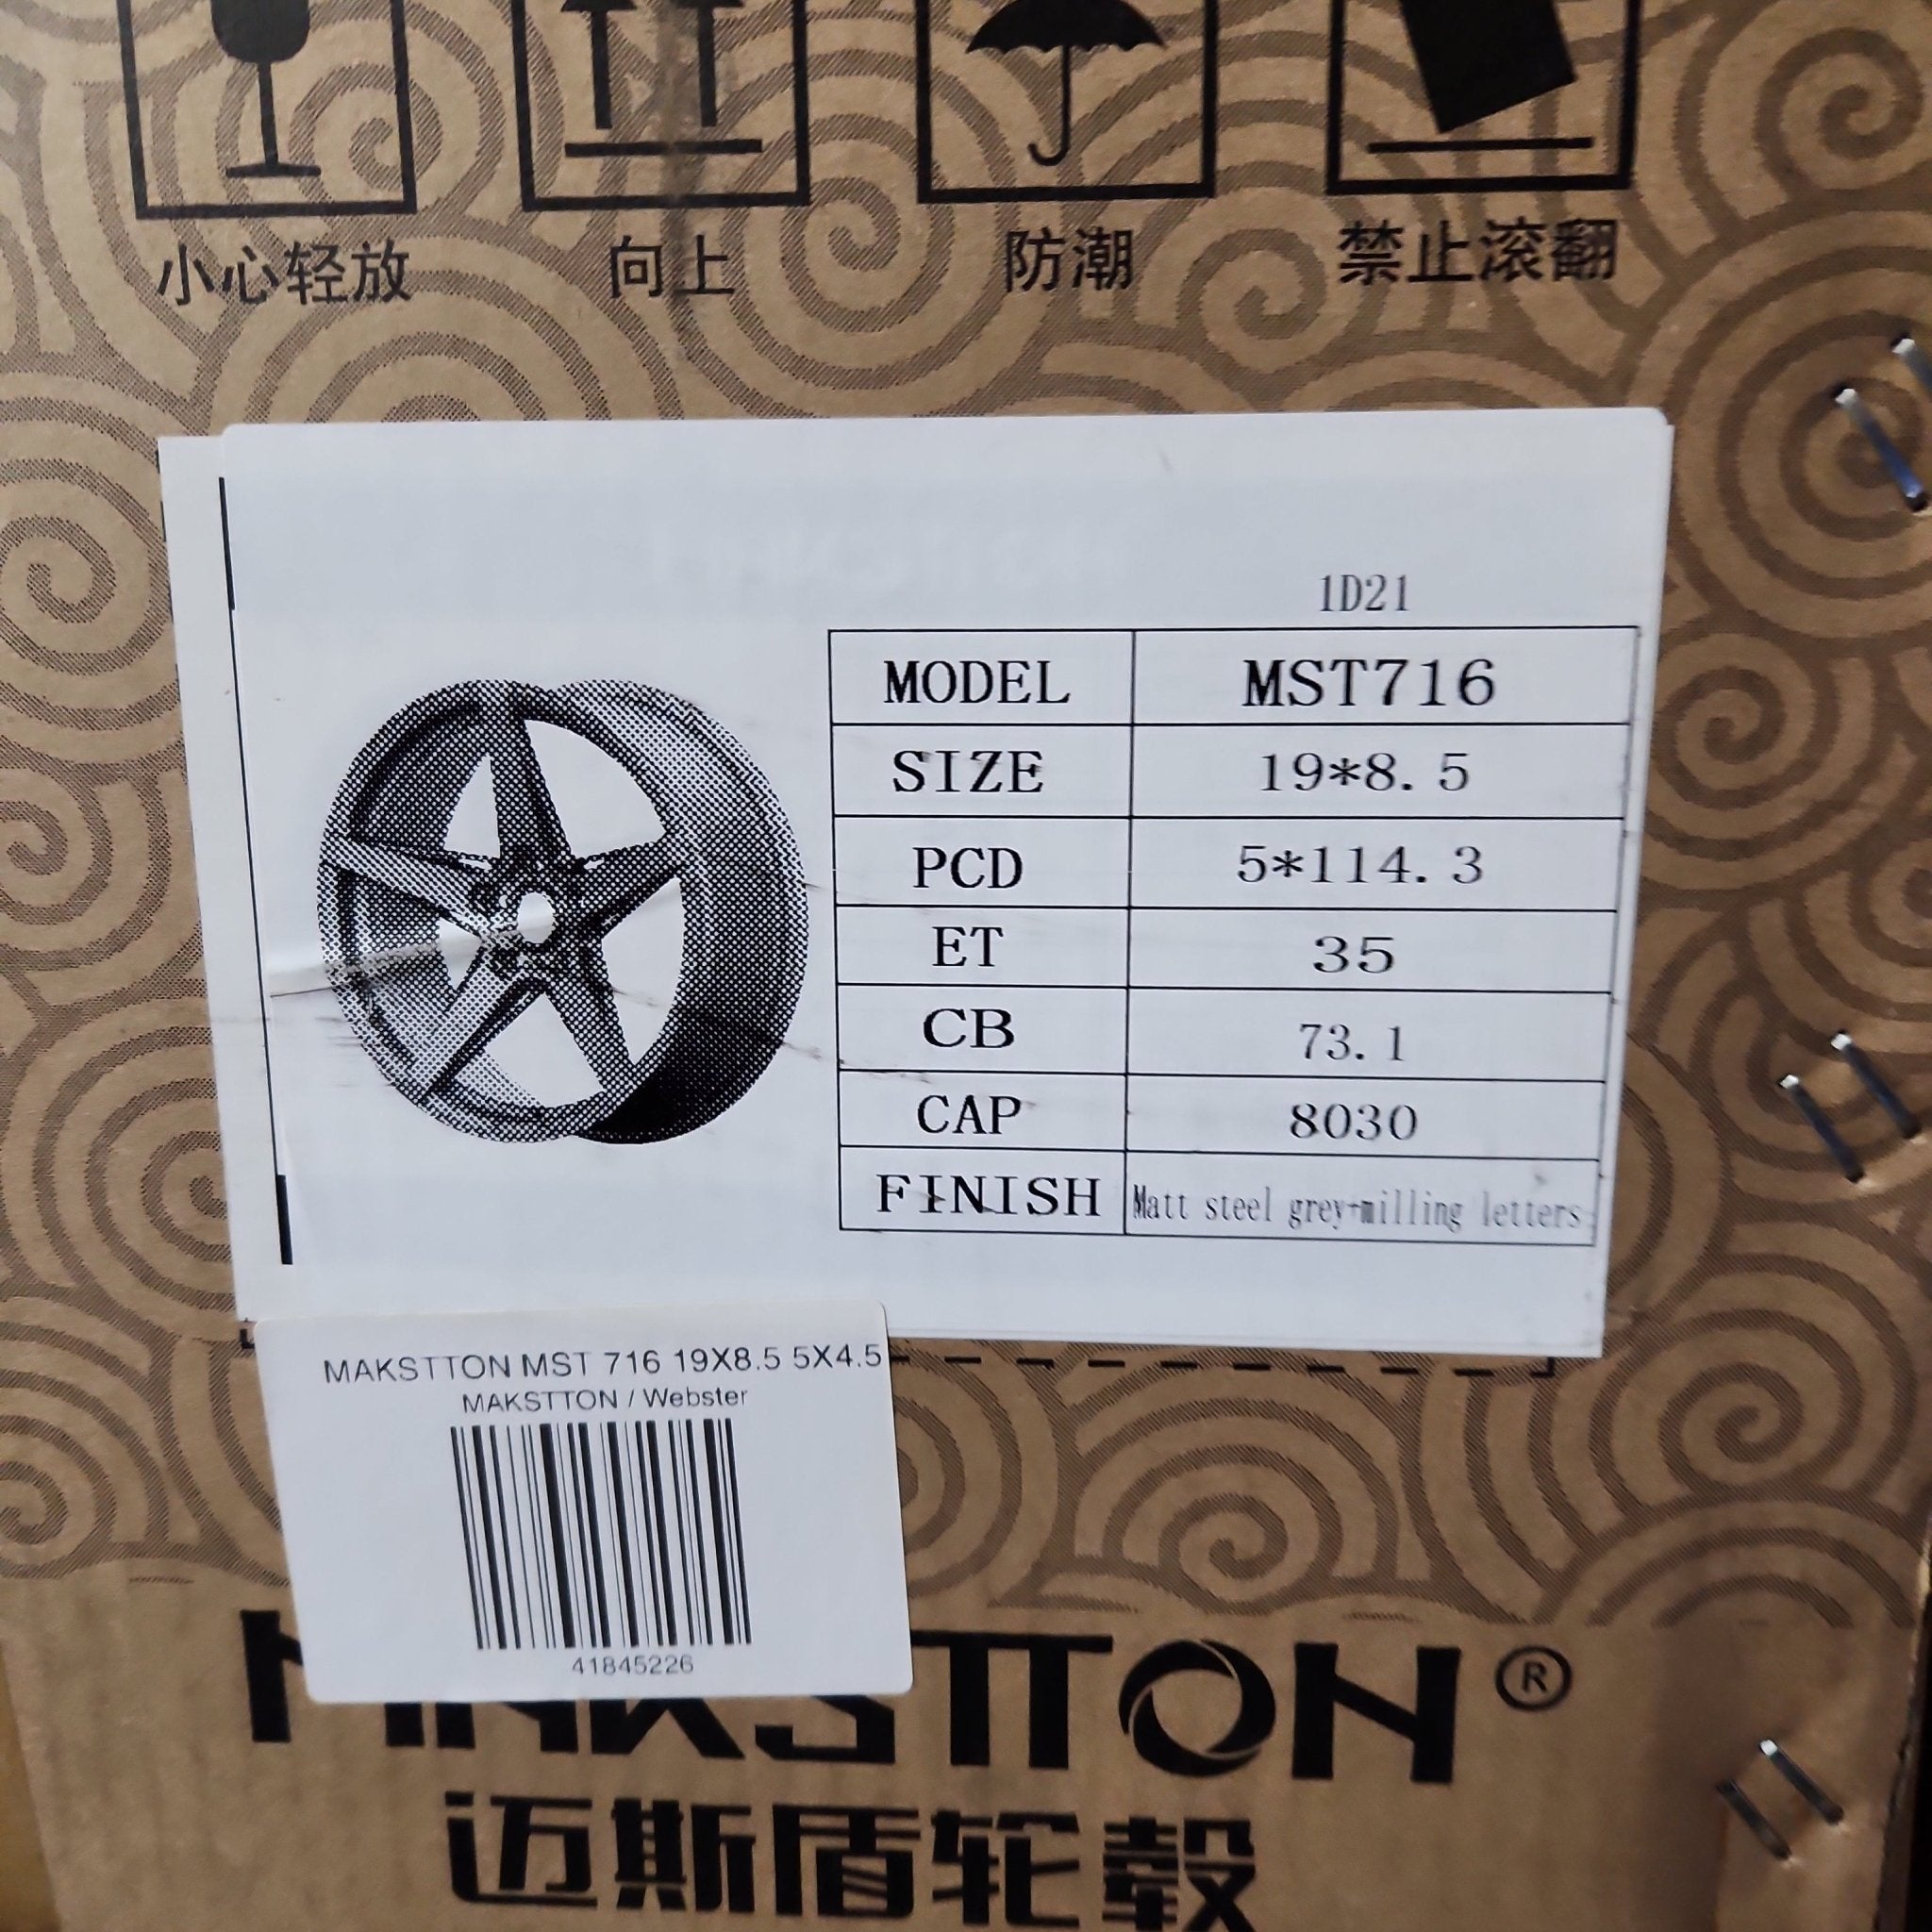 小心轻放 向上 防潮 禁止滚翻
1D21
MODEL MST716
SIZE 19*8.5
PCD 5*114.3
ET 35
CB 73.1
CAP 8030
FINISH Matt steel grey+milling letters
MAKSTTON MST 716 19X8.5 5X4.5
MAKSTTON / Webster
41845226
MAKSTTON®
迈斯盾轮毂